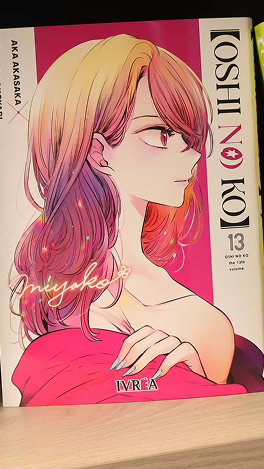 AKA AKASAKA ×
【OSHI NO KO】
13
OSHI NO KO
the 13th
volume.
miyako
IVREA